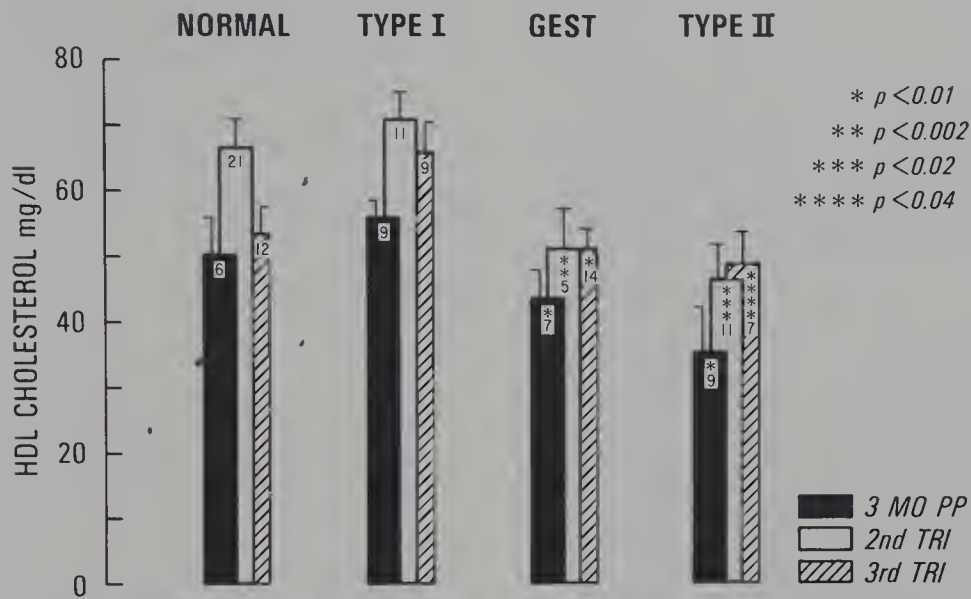 NORMAL TYPE I GEST TYPE II
80
60
40
20
0
HDL CHOLESTEROL mg/dl
* p <0.01
** p <0.002
*** p <0.02
**** p <0.04
6
21
12
9
11
9
*7
**5
*14
*9
***11
****7
3 MO PP
2nd TRI
3rd TRI